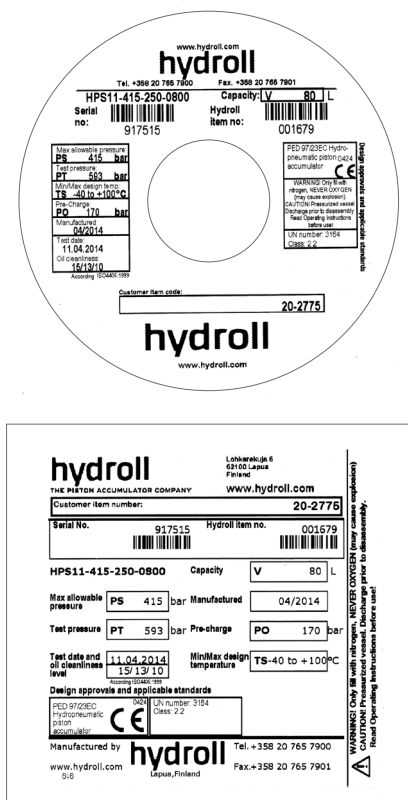 www.hydroll.com
hydroll
Tel. +358 20 765 7900 Fax. +358 20 765 7901
HPS11-415-250-0800 Capacity: V 80 L
Serial no: 917515
Hydroll item no: 001679
Max allowable pressure:
PS 415 bar
Test pressure:
PT 593 bar
Min/Max design temp:
TS -40 to +100°C
Pre-Charge:
PO 170 bar
Manufactured
04/2014
Test date:
11.04.2014
Oil cleanliness:
15/13/10
According ISO4406:1999
PED 97/23EC Hydro-
pneumatic piston 0424
accumulator CE
WARNING! Only fill with
nitrogen, NEVER OXYGEN
(may cause explosion).
CAUTION! Pressurized vessel.
Discharge prior to disassembly.
Read Operating Instructions
before use!
UN number: 3164
Class: 2.2
Design approvals and applicable standards
Customer item code:
20-2775
hydroll
www.hydroll.com
hydroll
THE PISTON ACCUMULATOR COMPANY
Lohkarekuja 6
62100 Lapua
Finland
www.hydroll.com
Customer item number: 20-2775
Serial No. 917515 Hydroll item no. 001679
HPS11-415-250-0800 Capacity V 80 L
Max allowable pressure PS 415 bar Manufactured 04/2014
Test pressure PT 593 bar Pre-charge PO 170 bar
Test date and oil cleanliness level 11.04.2014 15/13/10 Min/Max design temperature TS-40 to +100°C
According ISO4406:1999
Design approvals and applicable standards
PED 97/23EC
Hydropneumatic
piston
accumulator
0424
CE
UN number: 3164
Class: 2.2
Manufactured by hydroll Tel. +358 20 765 7900
www.hydroll.com Lapua, Finland Fax.+358 20 765 7901
WARNING! Only fill with nitrogen, NEVER OXYGEN (may cause explosion)
CAUTION! Pressurized vessel. Discharge prior to disassembly.
Read Operating Instructions before use!